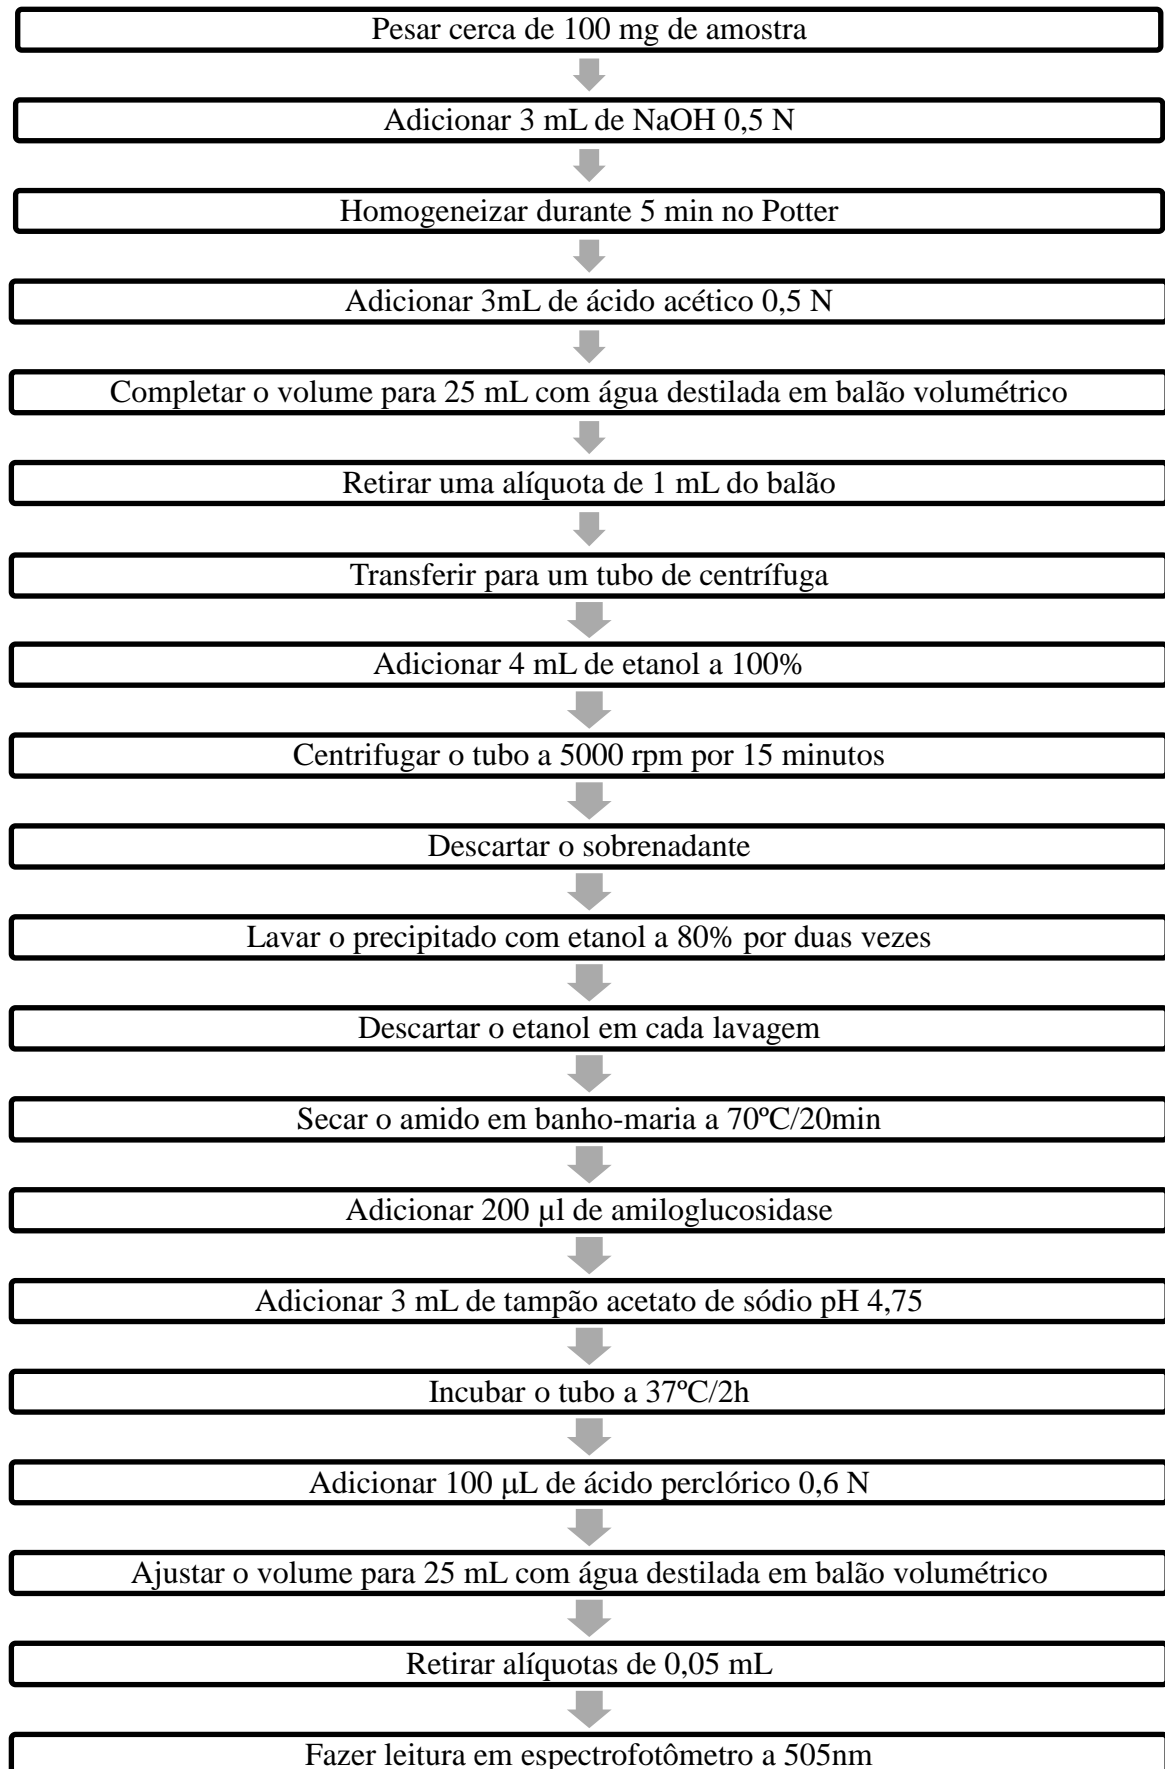 Pesar cerca de 100 mg de amostra
Adicionar 3 mL de NaOH 0,5 N
Homogeneizar durante 5 min no Potter
Adicionar 3mL de ácido acético 0,5 N
Completar o volume para 25 mL com água destilada em balão volumétrico
Retirar uma alíquota de 1 mL do balão
Transferir para um tubo de centrífuga
Adicionar 4 mL de etanol a 100%
Centrifugar o tubo a 5000 rpm por 15 minutos
Descartar o sobrenadante
Lavar o precipitado com etanol a 80% por duas vezes
Descartar o etanol em cada lavagem
Secar o amido em banho-maria a 70ºC/20min
Adicionar 200 µl de amiloglucosidase
Adicionar 3 mL de tampão acetato de sódio pH 4,75
Incubar o tubo a 37ºC/2h
Adicionar 100 μL de ácido perclórico 0,6 N
Ajustar o volume para 25 mL com água destilada em balão volumétrico
Retirar alíquotas de 0,05 mL
Fazer leitura em espectrofotômetro a 505nm